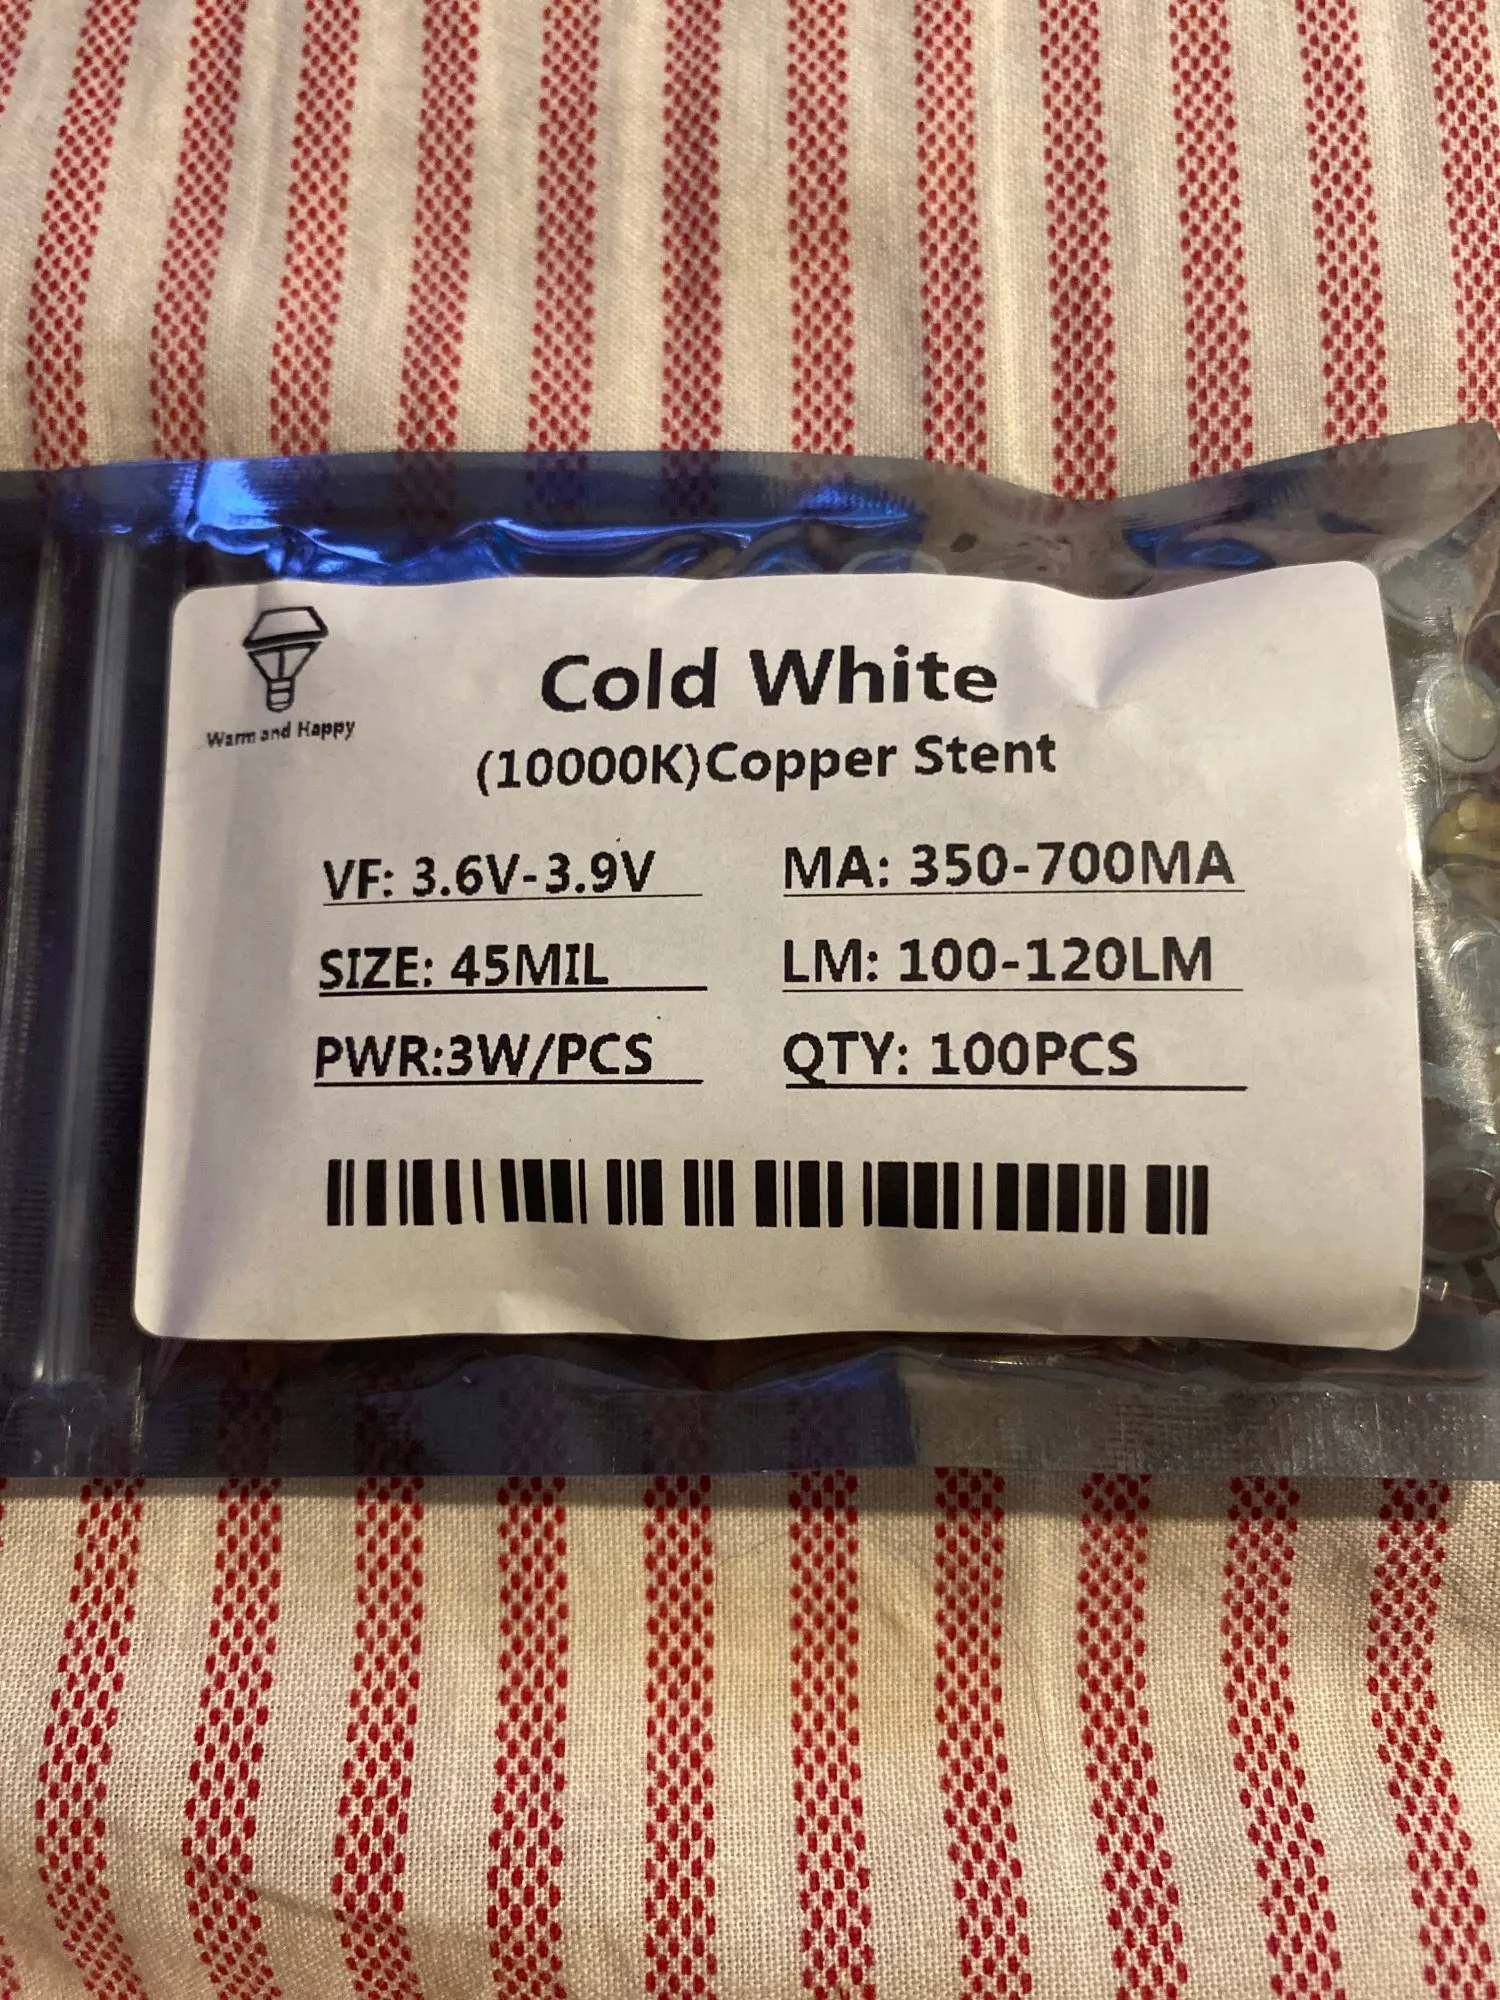 Warm and Happy
Cold White
(10000K)Copper Stent
VF: 3.6V-3.9V
MA: 350-700MA
SIZE: 45MIL
LM: 100-120LM
PWR:3W/PCS
QTY: 100PCS